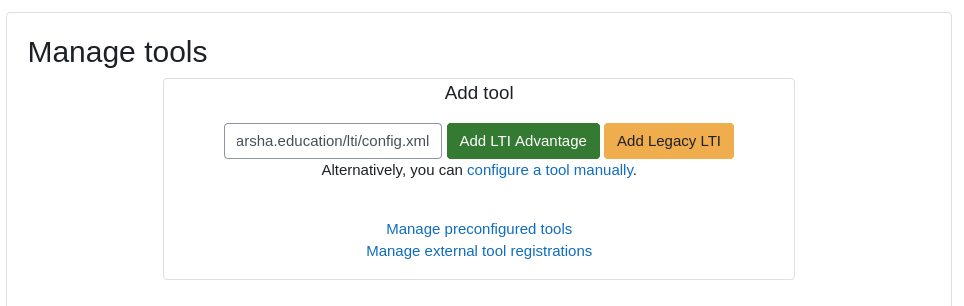 Manage tools
Add tool
arsha.education/lti/config.xml Add LTI Advantage Add Legacy LTI
Alternatively, you can configure a tool manually.
Manage preconfigured tools
Manage external tool registrations